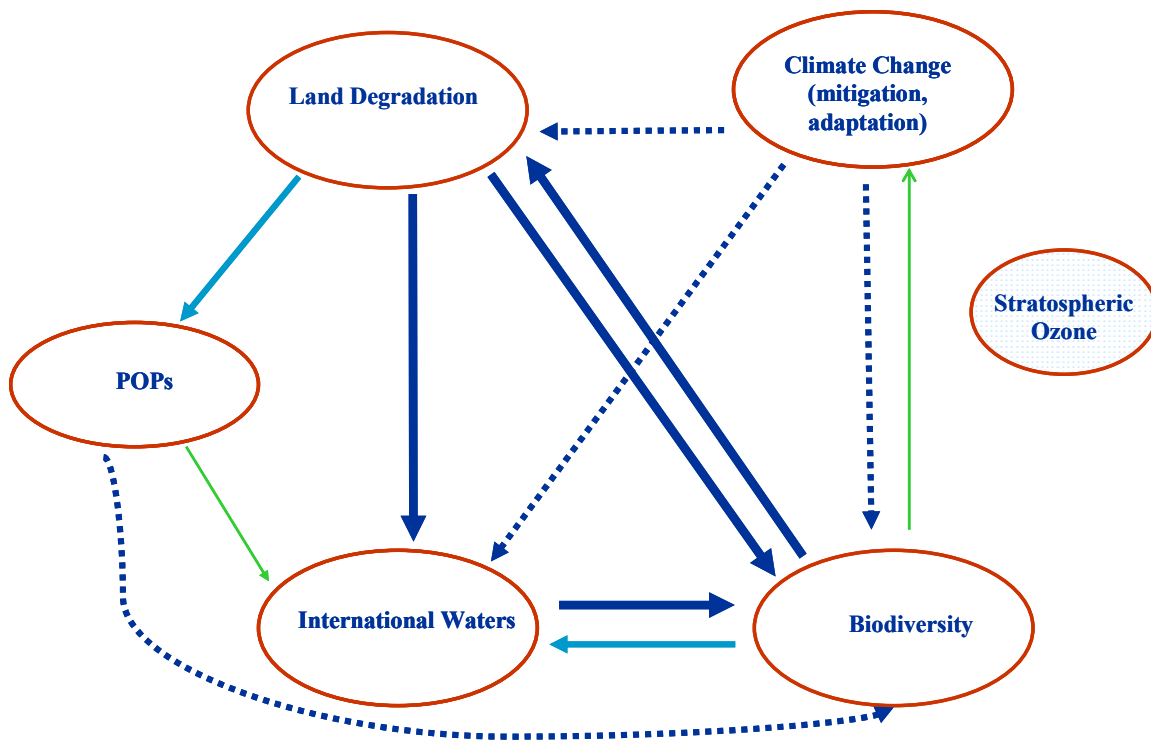 Land Degradation
Climate Change
(mitigation,
adaptation)
Stratospheric
Ozone
POPs
International Waters
Biodiversity